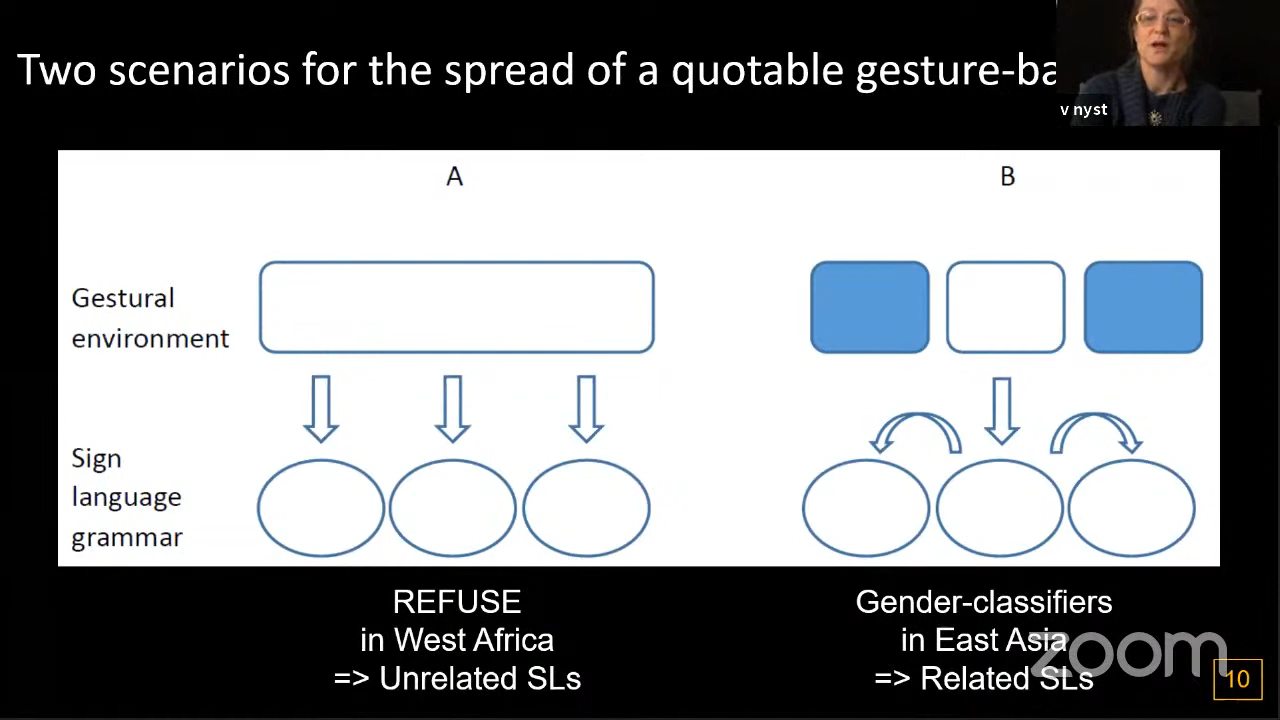 Two scenarios for the spread of a quotable gesture-ba
v nyst
A
B
Gestural
environment
Sign
language
grammar
REFUSE
in West Africa
=> Unrelated SLs
Gender-classifiers
in East Asia
=> Related SLs
zoom
10